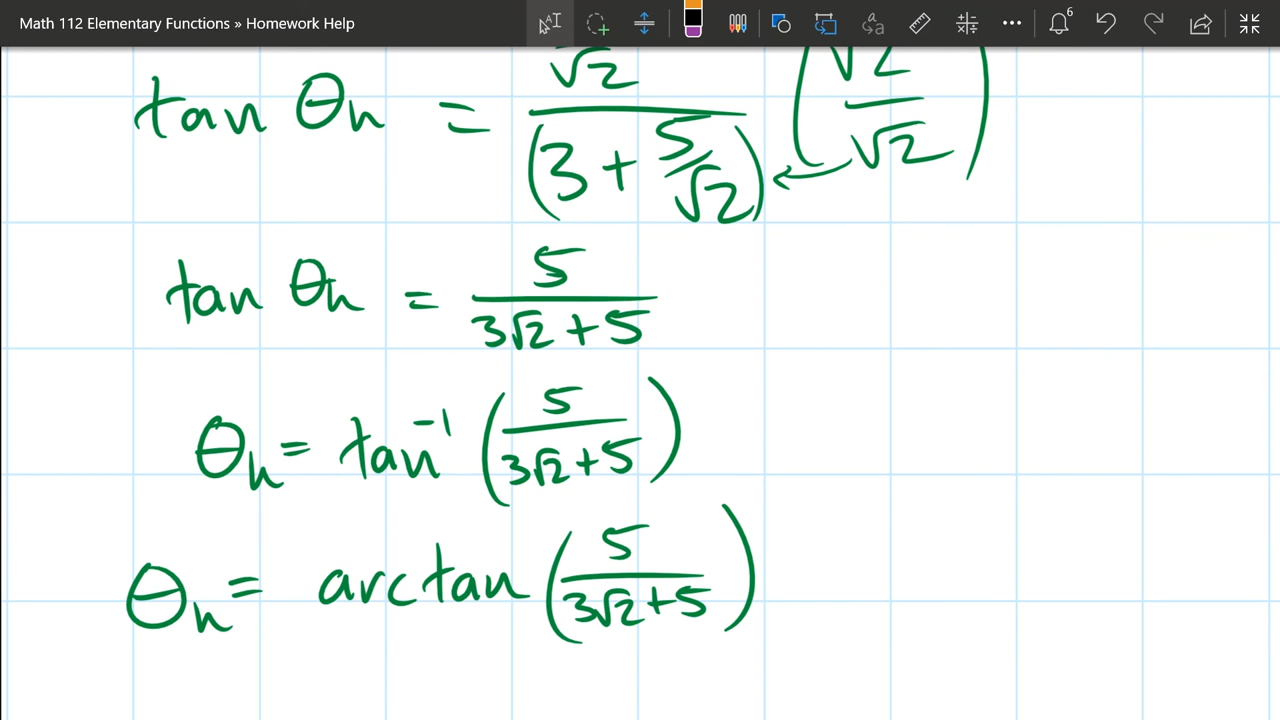 Math 112 Elementary Functions » Homework Help
6
tan θₙ = √2 / (3 + 5/√2) (√2/√2)
tan θₙ = 5 / (3√2 + 5)
θₙ = tan⁻¹ (5 / (3√2 + 5))
θₙ = arctan (5 / (3√2 + 5))